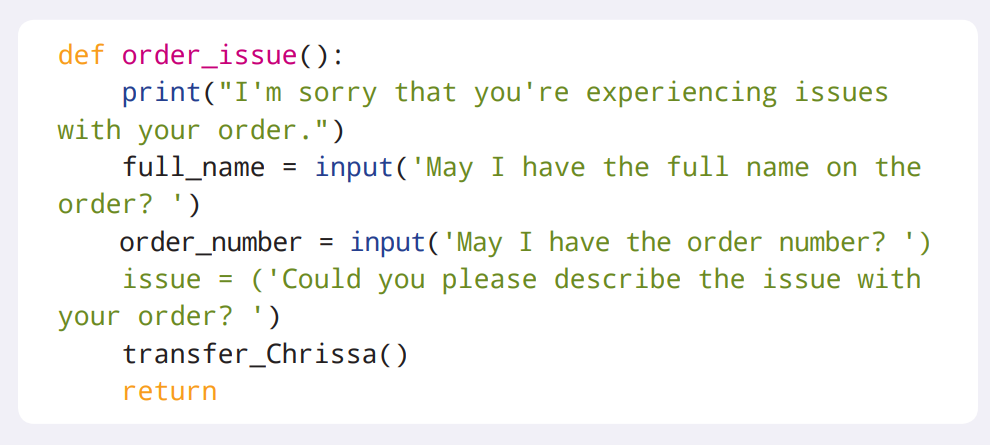 def order_issue():
    print("I'm sorry that you're experiencing issues
with your order.")
    full_name = input('May I have the full name on the
order? ')
    order_number = input('May I have the order number? ')
    issue = ('Could you please describe the issue with
your order? ')
    transfer_Chrissa()
    return